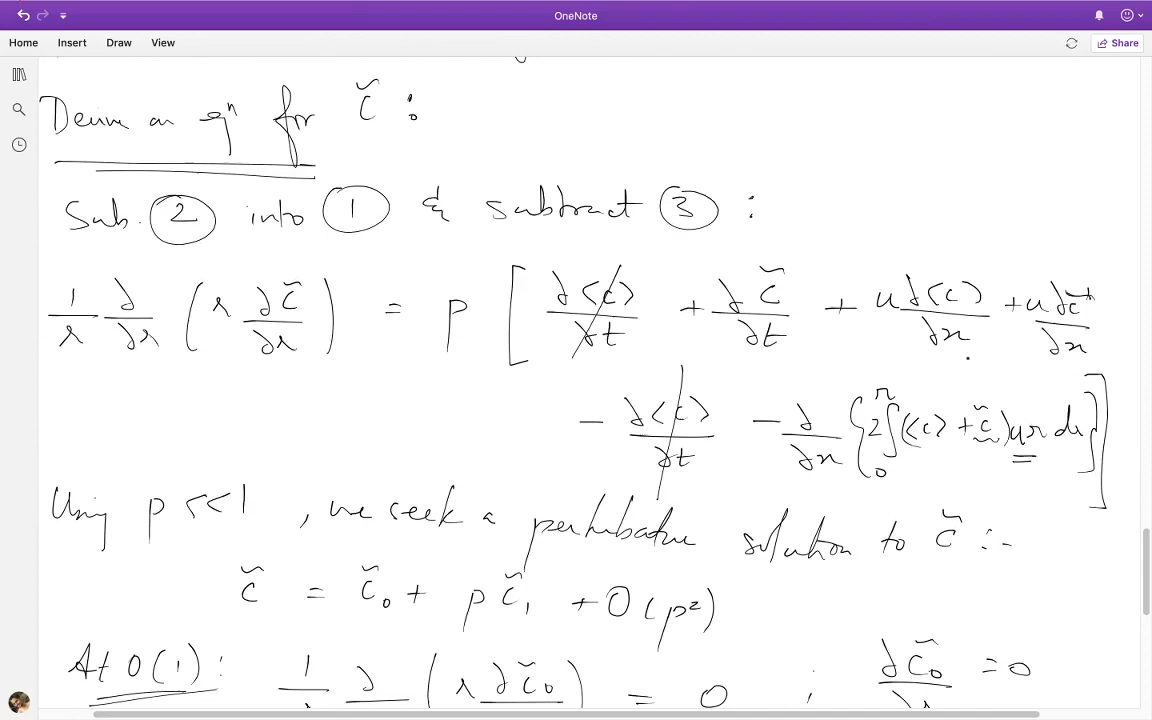 OneNote
Home Insert Draw View Share
Derive an eqⁿ for c̃ :
Sub. ② into ① & subtract ③ :
1/r ∂/∂r ( r ∂c̃/∂r ) = p [ ∂<c>/∂t + ∂c̃/∂t + u ∂<c>/∂x + u ∂c̃/∂x
− ∂<c>/∂t − ∂/∂x { 2 ∫₀ (<c> + c̃) u r dr } ]
Using p << 1 , we seek a perturbative solution to c̃ :-
c̃ = c̃₀ + p c̃₁ + O(p²)
At O(1) : 1/r ∂/∂r ( r ∂c̃₀/∂r ) = 0 ; ∂c̃₀/∂r = 0